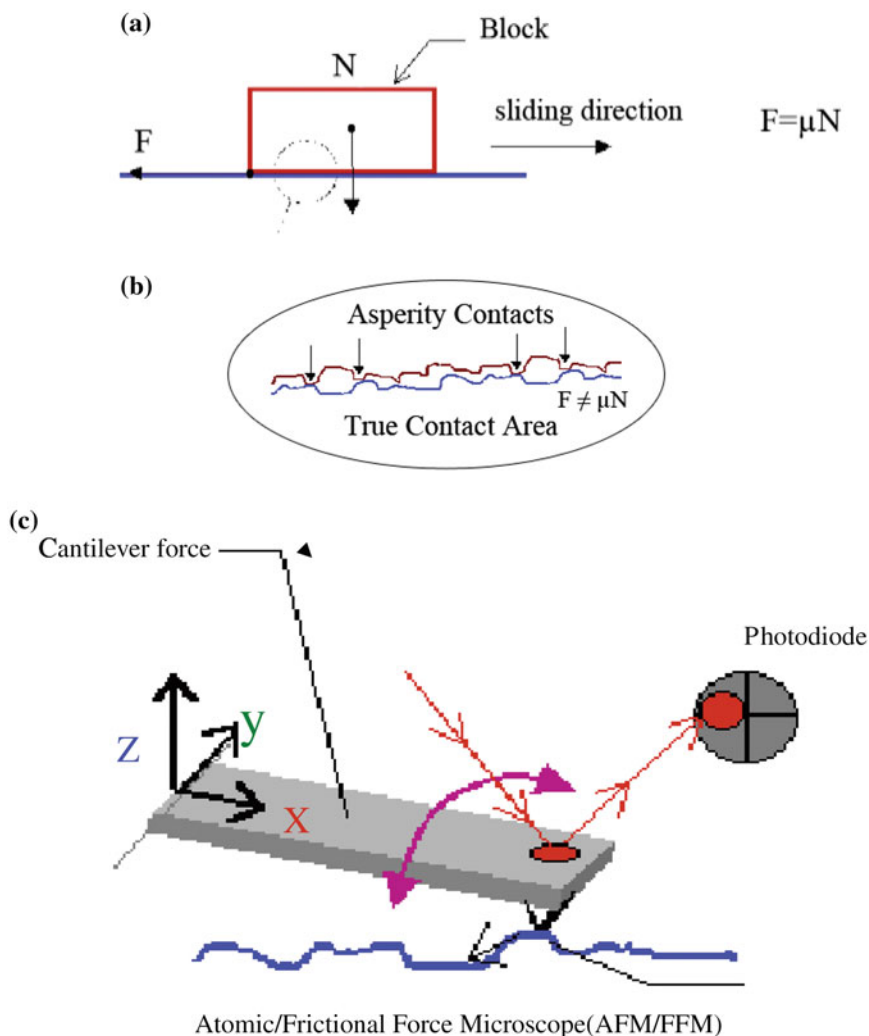 (a)
Block
N
sliding direction
F=μN
F
(b)
Asperity Contacts
F ≠ μN
True Contact Area
(c)
Cantilever force
Photodiode
y
Z
X
Atomic/Frictional Force Microscope(AFM/FFM)